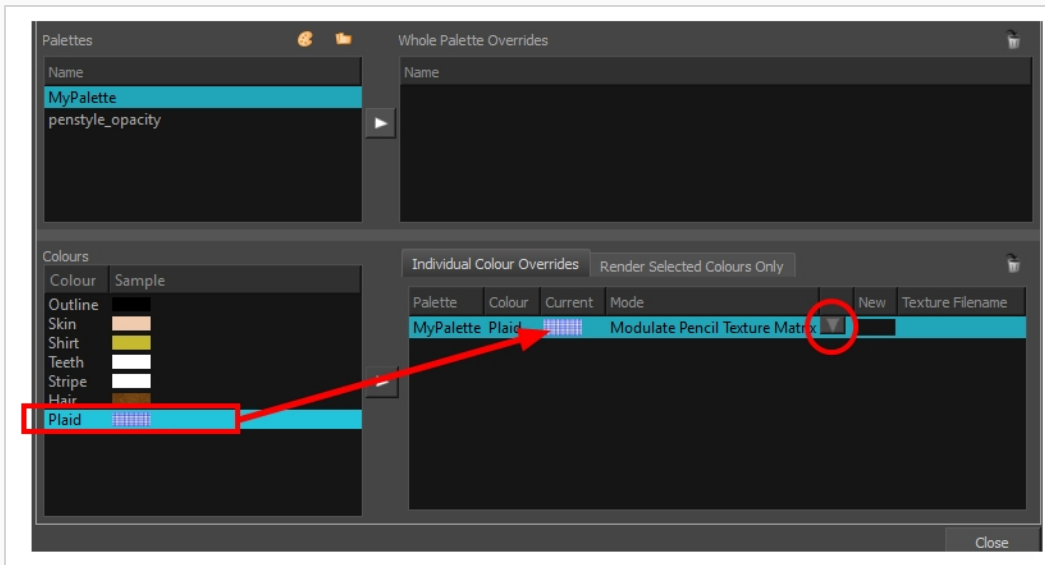 Palettes
Whole Palette Overrides
Name
Name
MyPalette
penstyle_opacity
Colours
Colour Sample
Outline
Skin
Shirt
Teeth
Stripe
Hair
Plaid
Individual Colour Overrides Render Selected Colours Only
Palette Colour Current Mode New Texture Filename
MyPalette Plaid Modulate Pencil Texture Matrix
Close